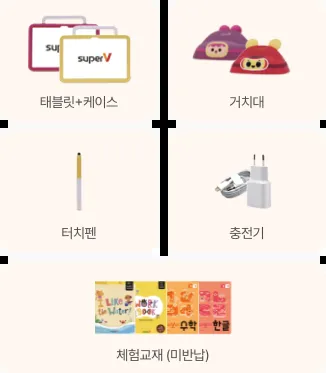 superV
superV
태블릿+케이스
거치대
터치펜
충전기
I Like
the Water!
WORK
BOOK
수학
한글
체험교재 (미반납)